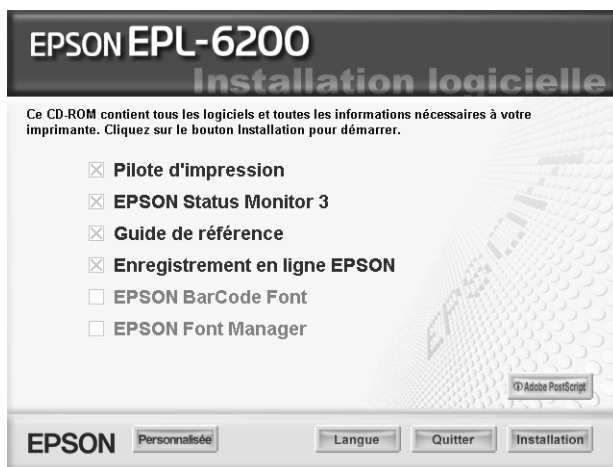 EPSON EPL-6200
Installation logicielle
Ce CD-ROM contient tous les logiciels et toutes les informations nécessaires à votre
imprimante. Cliquez sur le bouton Installation pour démarrer.
Pilote d'impression
EPSON Status Monitor 3
Guide de référence
Enregistrement en ligne EPSON
EPSON BarCode Font
EPSON Font Manager
EPSON
Adobe PostScript
EPSON Personnalisée Langue Quitter Installation